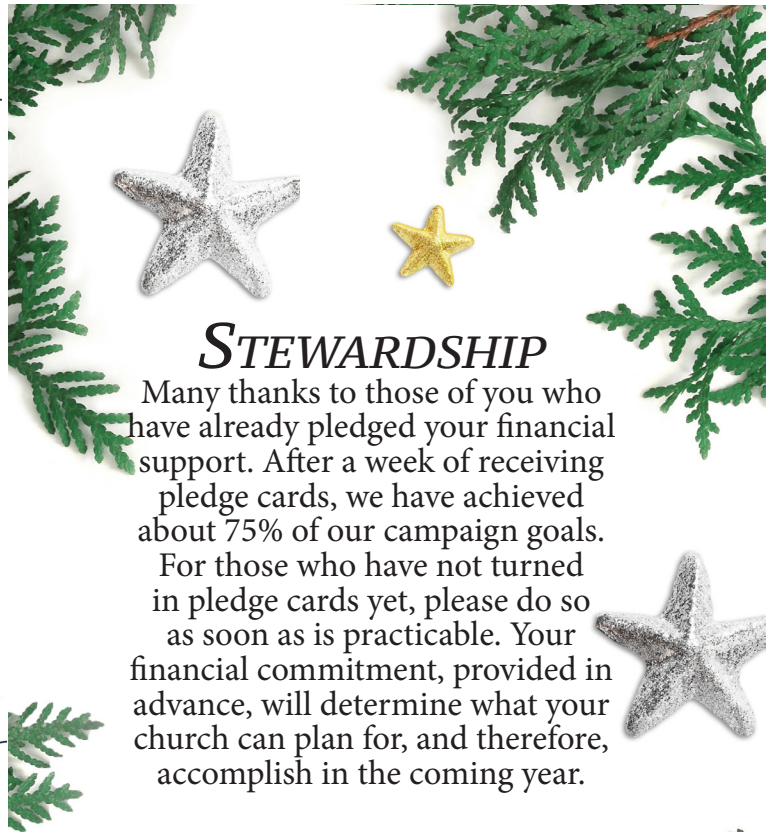 STEWARDSHIP
Many thanks to those of you who
have already pledged your financial
support. After a week of receiving
pledge cards, we have achieved
about 75% of our campaign goals.
For those who have not turned
in pledge cards yet, please do so
as soon as is practicable. Your
financial commitment, provided in
advance, will determine what your
church can plan for, and therefore,
accomplish in the coming year.